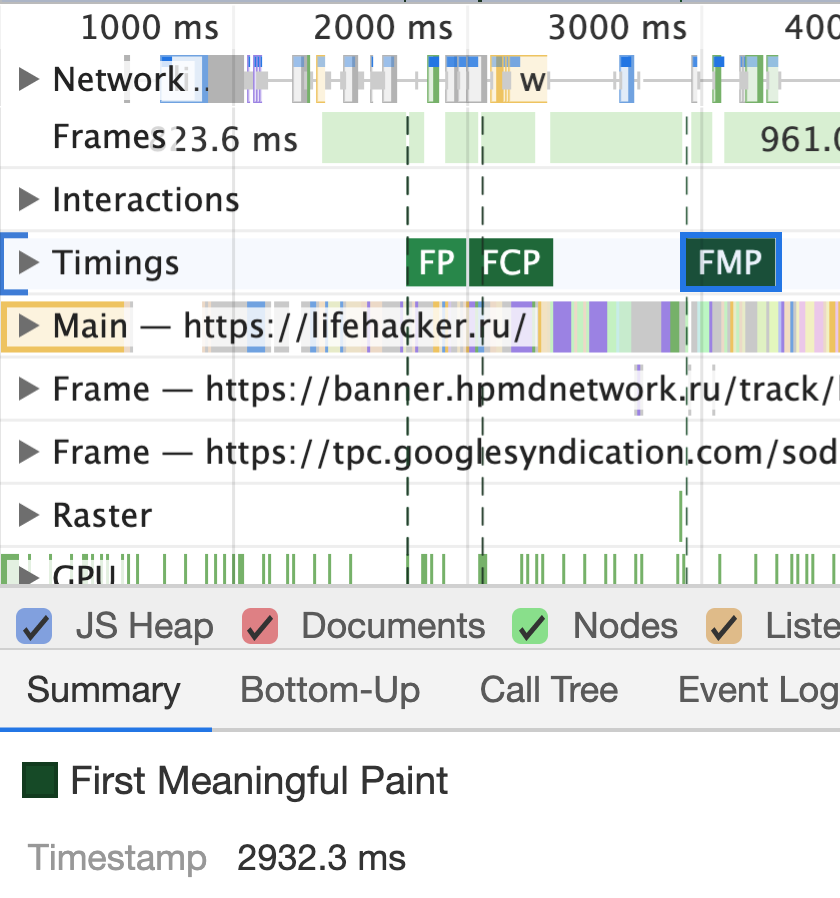 1000 ms 2000 ms 3000 ms 400
Network
w
Frames 23.6 ms 961.0
Interactions
Timings FP FCP FMP
Main — https://lifehacker.ru/
Frame — https://banner.hpmdnetwork.ru/track/
Frame — https://tpc.googlesyndication.com/sod
Raster
GPU
JS Heap Documents Nodes Liste
Summary Bottom-Up Call Tree Event Log
First Meaningful Paint
Timestamp 2932.3 ms